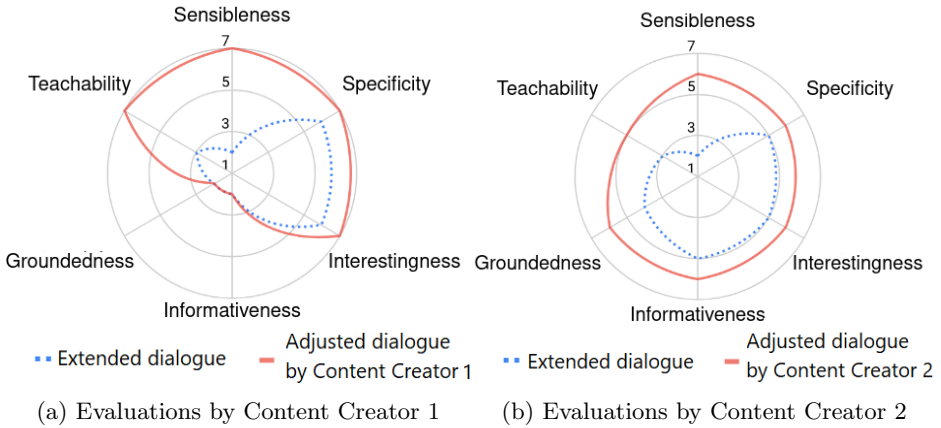 Sensibleness
7
Teachability
Specificity
5
3
1
Groundedness
Interestingness
Informativeness
Extended dialogue
Adjusted dialogue
by Content Creator 1
(a) Evaluations by Content Creator 1
Sensibleness
7
Teachability
Specificity
5
3
1
Groundedness
Interestingness
Informativeness
Extended dialogue
Adjusted dialogue
by Content Creator 2
(b) Evaluations by Content Creator 2